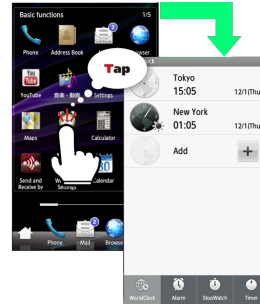 Basic functions 1/5
Phone Address Book
YouTube 音楽・動画 Settings
Tap
Maps Calculator
Send and
Receive by
Settings Calendar
Phone Mail Browse
Tokyo
15:05 12/1(Thu
New York
01:05 12/1(Thu
Add
WorldClock Alarm StopWatch Timer